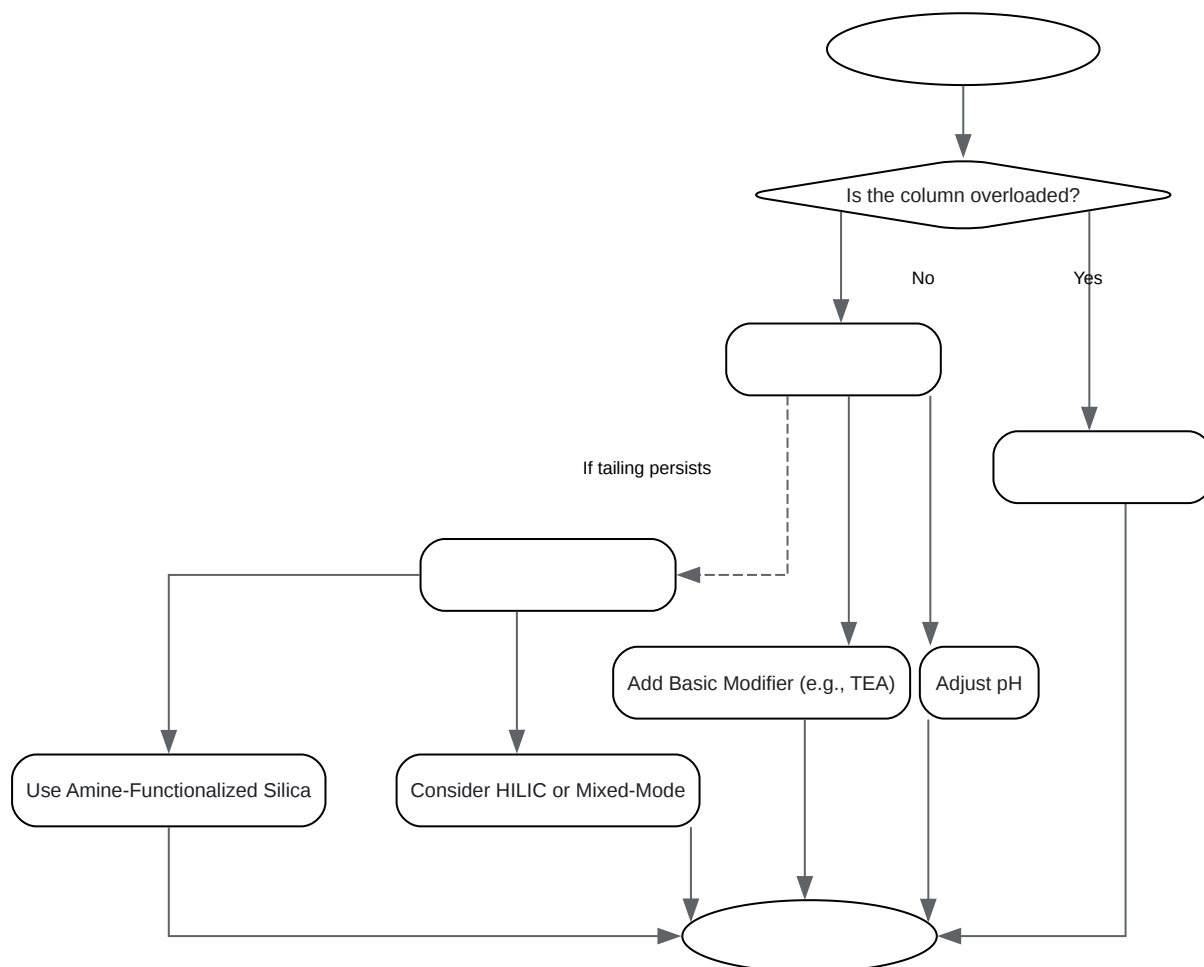 Is the column overloaded?
No
Yes
If tailing persists
Add Basic Modifier (e.g., TEA)
Adjust pH
Use Amine-Functionalized Silica
Consider HILIC or Mixed-Mode